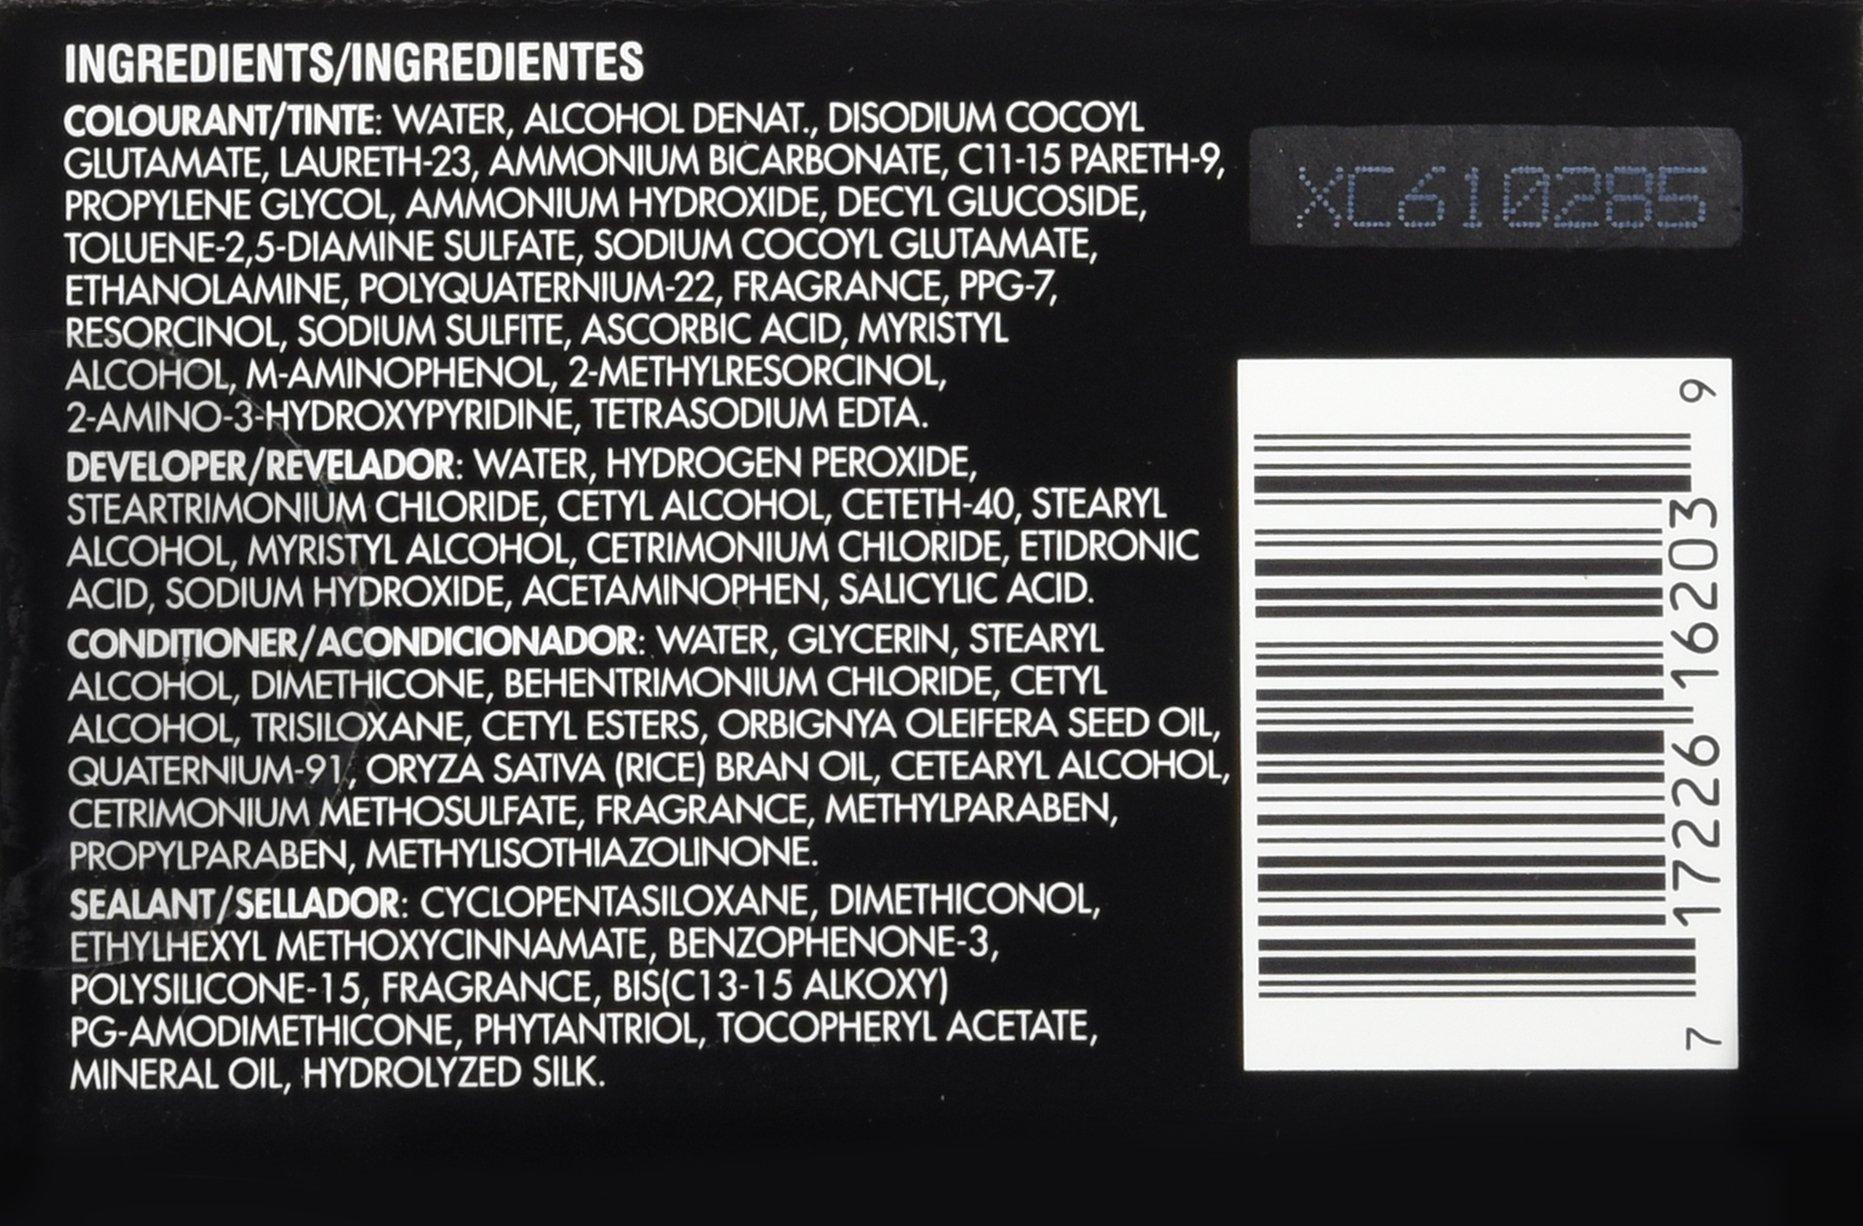 INGREDIENTS/INGREDIENTES
COLOURANT/TINTE: WATER, ALCOHOL DENAT., DISODIUM COCOYL
GLUTAMATE, LAURETH-23, AMMONIUM BICARBONATE, C11-15 PARETH-9,
PROPYLENE GLYCOL, AMMONIUM HYDROXIDE, DECYL GLUCOSIDE,
TOLUENE-2,5-DIAMINE SULFATE, SODIUM COCOYL GLUTAMATE,
ETHANOLAMINE, POLYQUATERNIUM-22, FRAGRANCE, PPG-7,
RESORCINOL, SODIUM SULFITE, ASCORBIC ACID, MYRISTYL
ALCOHOL, M-AMINOPHENOL, 2-METHYLRESORCINOL,
2-AMINO-3-HYDROXYPYRIDINE, TETRASODIUM EDTA.
DEVELOPER/REVELADOR: WATER, HYDROGEN PEROXIDE,
STEARTRIMONIUM CHLORIDE, CETYL ALCOHOL, CETETH-40, STEARYL
ALCOHOL, MYRISTYL ALCOHOL, CETRIMONIUM CHLORIDE, ETIDRONIC
ACID, SODIUM HYDROXIDE, ACETAMINOPHEN, SALICYLIC ACID.
CONDITIONER/ACONDICIONADOR: WATER, GLYCERIN, STEARYL
ALCOHOL, DIMETHICONE, BEHENTRIMONIUM CHLORIDE, CETYL
ALCOHOL, TRISILOXANE, CETYL ESTERS, ORBIGNYA OLEIFERA SEED OIL,
QUATERNIUM-91, ORYZA SATIVA (RICE) BRAN OIL, CETEARYL ALCOHOL,
CETRIMONIUM METHOSULFATE, FRAGRANCE, METHYLPARABEN,
PROPYLPARABEN, METHYLISOTHIAZOLINONE.
SEALANT/SELLADOR: CYCLOPENTASILOXANE, DIMETHICONOL,
ETHYLHEXYL METHOXYCINNAMATE, BENZOPHENONE-3,
POLYSILICONE-15, FRAGRANCE, BIS(C13-15 ALKOXY)
PG-AMODIMETHICONE, PHYTANTRIOL, TOCOPHERYL ACETATE,
MINERAL OIL, HYDROLYZED SILK.
XC610285
7 17226 16203 9